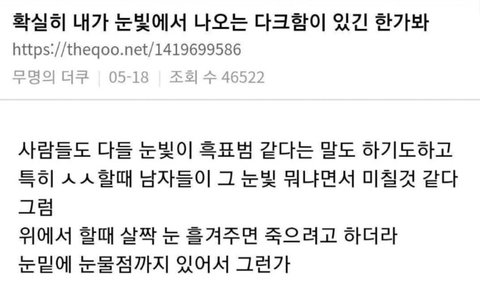 확실히 내가 눈빛에서 나오는 다크함이 있긴 한가봐
https://theqoo.net/1419699586
무명의 더쿠 | 05-18 | 조회 수 46522
사람들도 다들 눈빛이 흑표범 같다는 말도 하기도하고
특히 ㅅㅅ할때 남자들이 그 눈빛 뭐냐면서 미칠것 같다
그럼
위에서 할때 살짝 눈 흘겨주면 죽으려고 하더라
눈밑에 눈물점까지 있어서 그런가